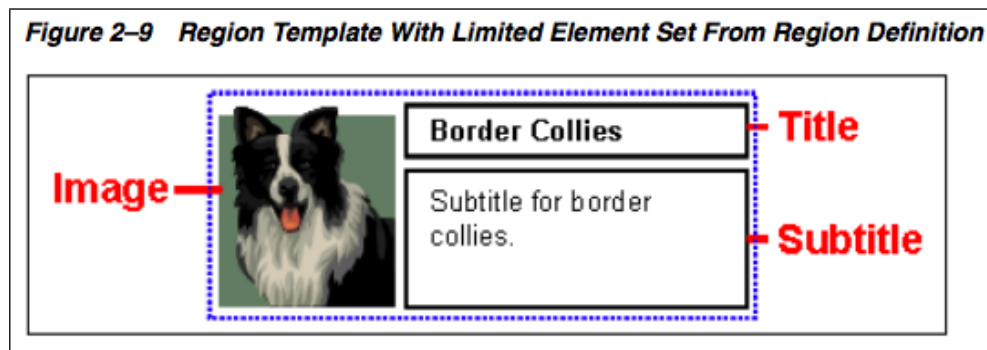 Figure 2–9 Region Template With Limited Element Set From Region Definition
Border Collies
Title
Image
Subtitle for border
collies.
Subtitle